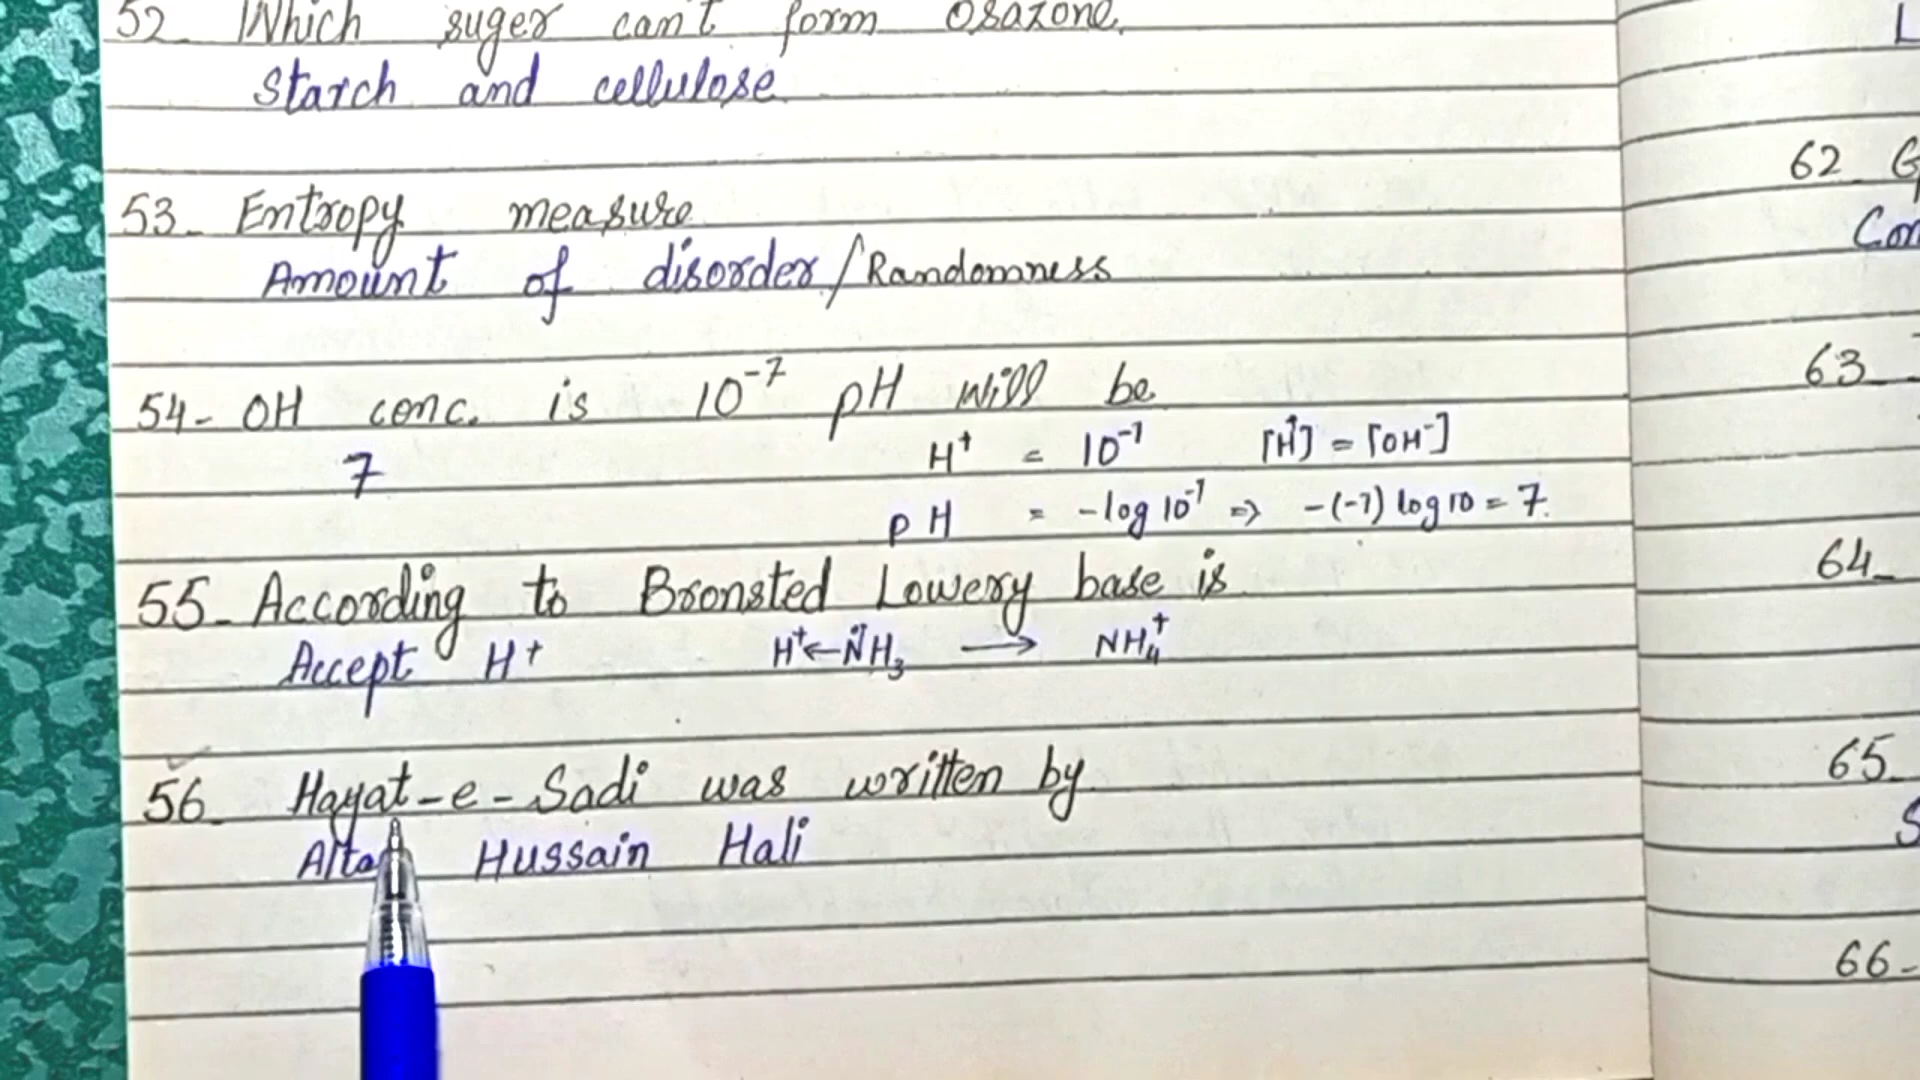 52. Which suger can't form Osazone.
Starch and cellulose
53. Entropy measure
Amount of disorder/Randomness
54- OH conc. is 10⁻⁷ pH will be
7
H⁺ = 10⁻⁷ [H⁺] = [OH⁻]
pH = -log 10⁻⁷ ⇒ -(-7) log 10 = 7.
55- According to Bronsted Lowery base is
Accept H⁺ H⁺←N̈H₃ → NH₄⁺
56. Hayat-e-Sadi was written by
Hussain Hali
62
63
64-
65.
66-